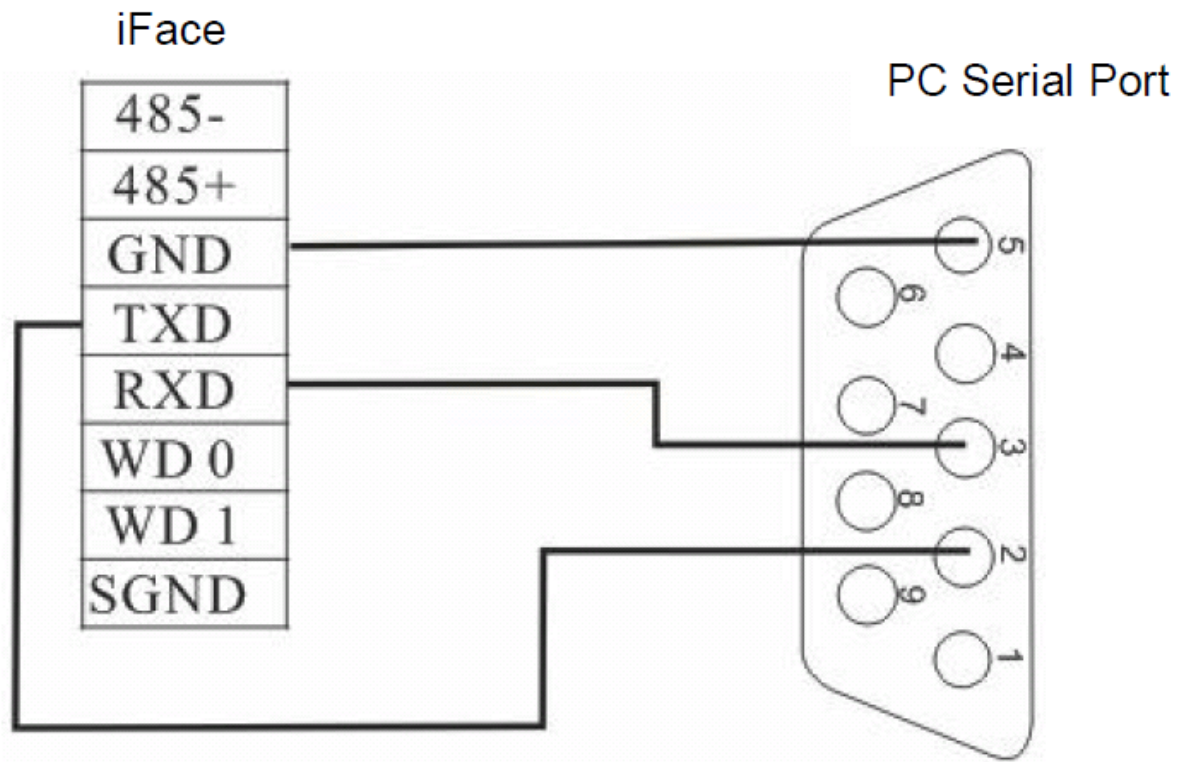 iFace
PC Serial Port
485-
485+
GND
TXD
RXD
WD 0
WD 1
SGND
5
6
4
7
3
8
2
9
1